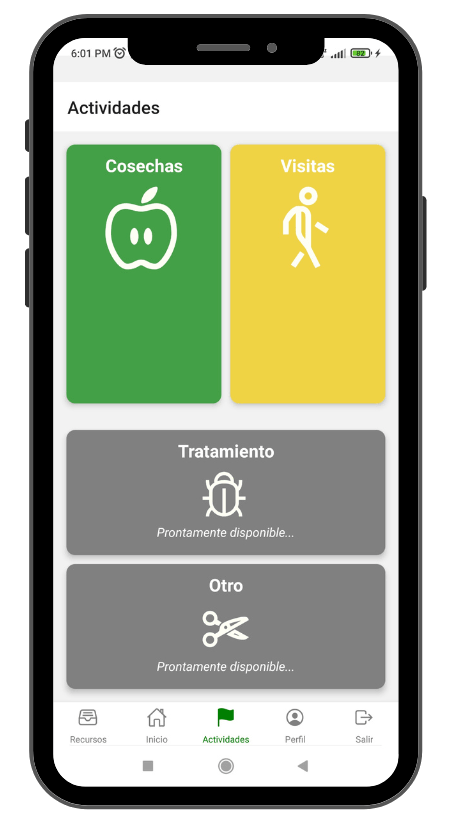 6:01 PM
82
Actividades
Cosechas
Visitas
Tratamiento
Prontamente disponible...
Otro
Prontamente disponible...
Recursos
Inicio
Actividades
Perfil
Salir